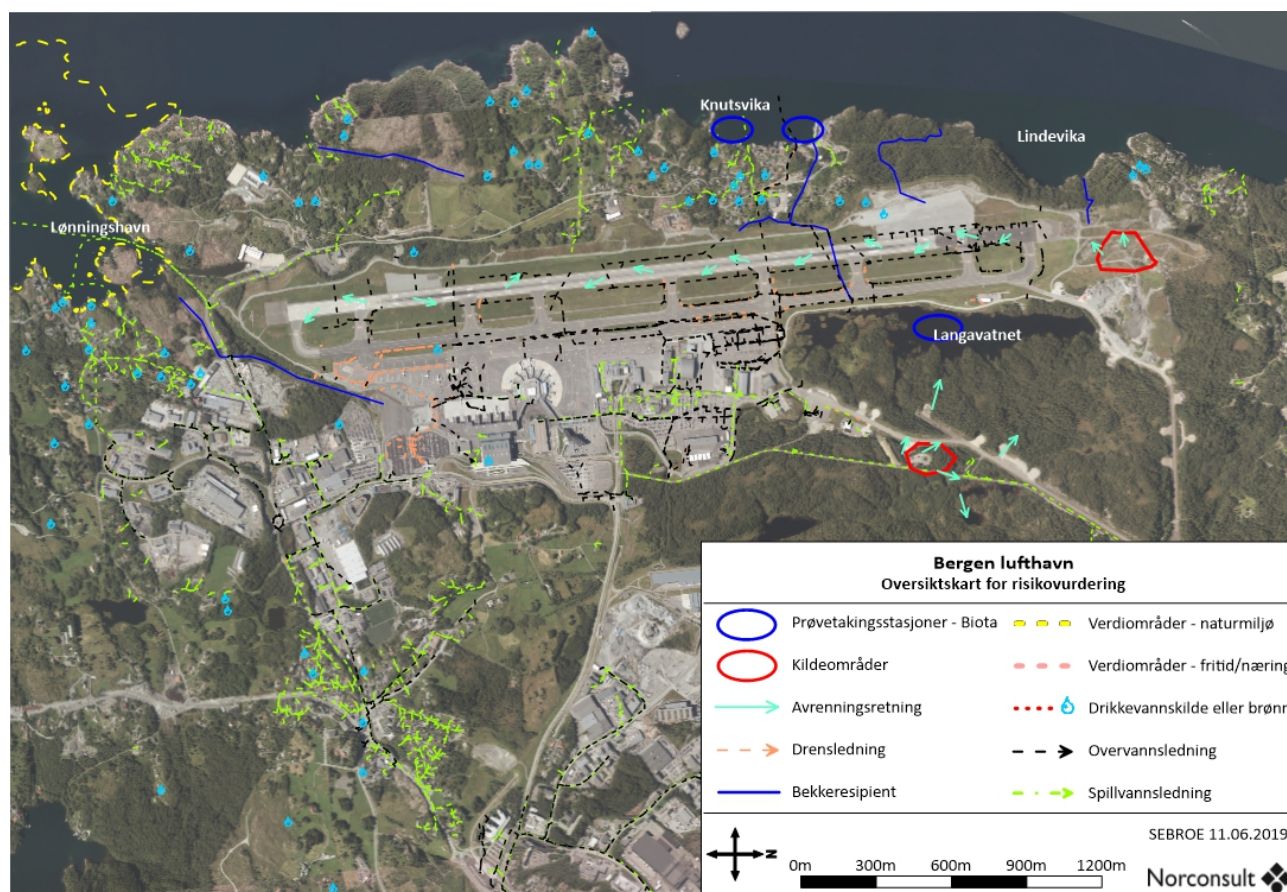 Knutsvika
Lindevika
Lønningshavn
Langavatnet
Bergen lufthavn
Oversiktskart for risikovurdering
Prøvetakingsstasjoner - Biota
Verdiområder - naturmiljø
Kildeområder
Verdiområder - fritid/næring
Avrenningsretning
Drikkevannskilde eller brønn
Drensledning
Overvannsledning
Bekkeresipient
Spillvannsledning
N
SEBROE 11.06.2019
0m 300m 600m 900m 1200m
Norconsult